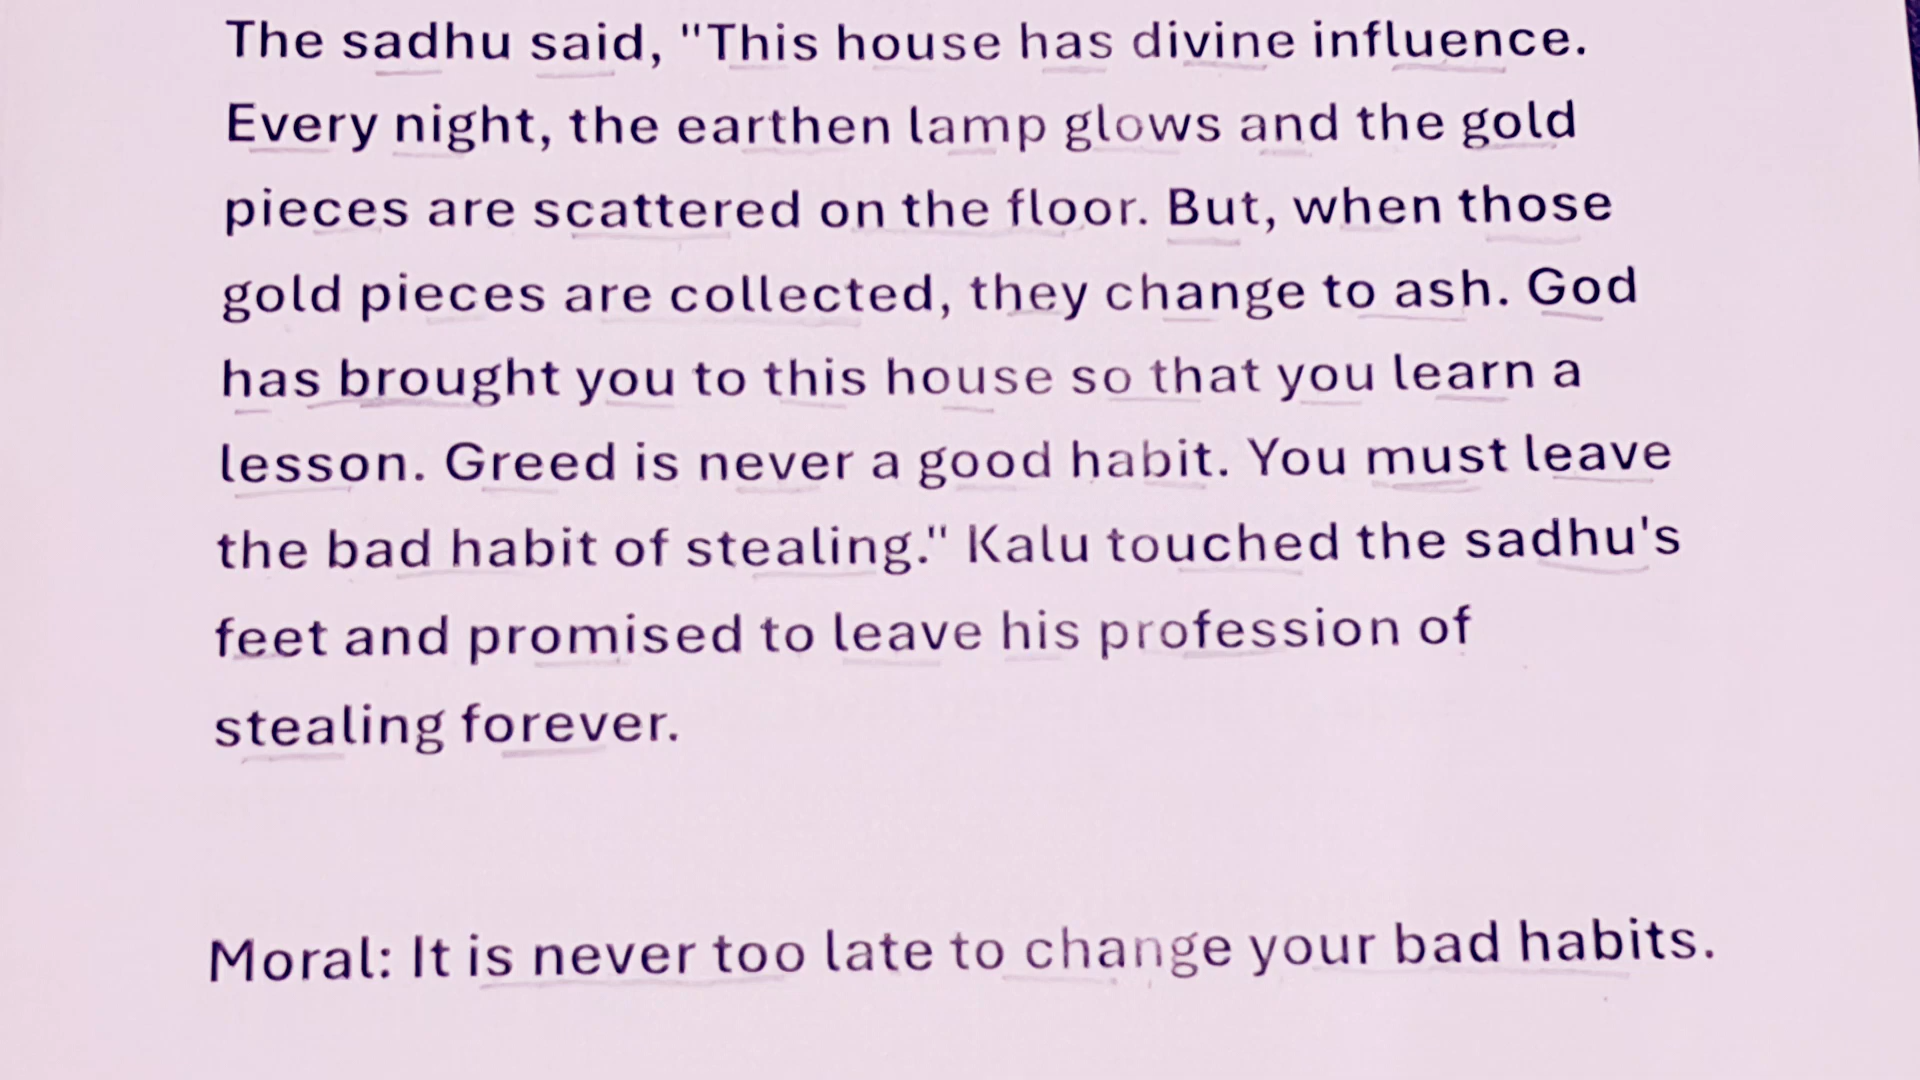 The sadhu said, "This house has divine influence.
Every night, the earthen lamp glows and the gold
pieces are scattered on the floor. But, when those
gold pieces are collected, they change to ash. God
has brought you to this house so that you learn a
lesson. Greed is never a good habit. You must leave
the bad habit of stealing." Kalu touched the sadhu's
feet and promised to leave his profession of
stealing forever.
Moral: It is never too late to change your bad habits.